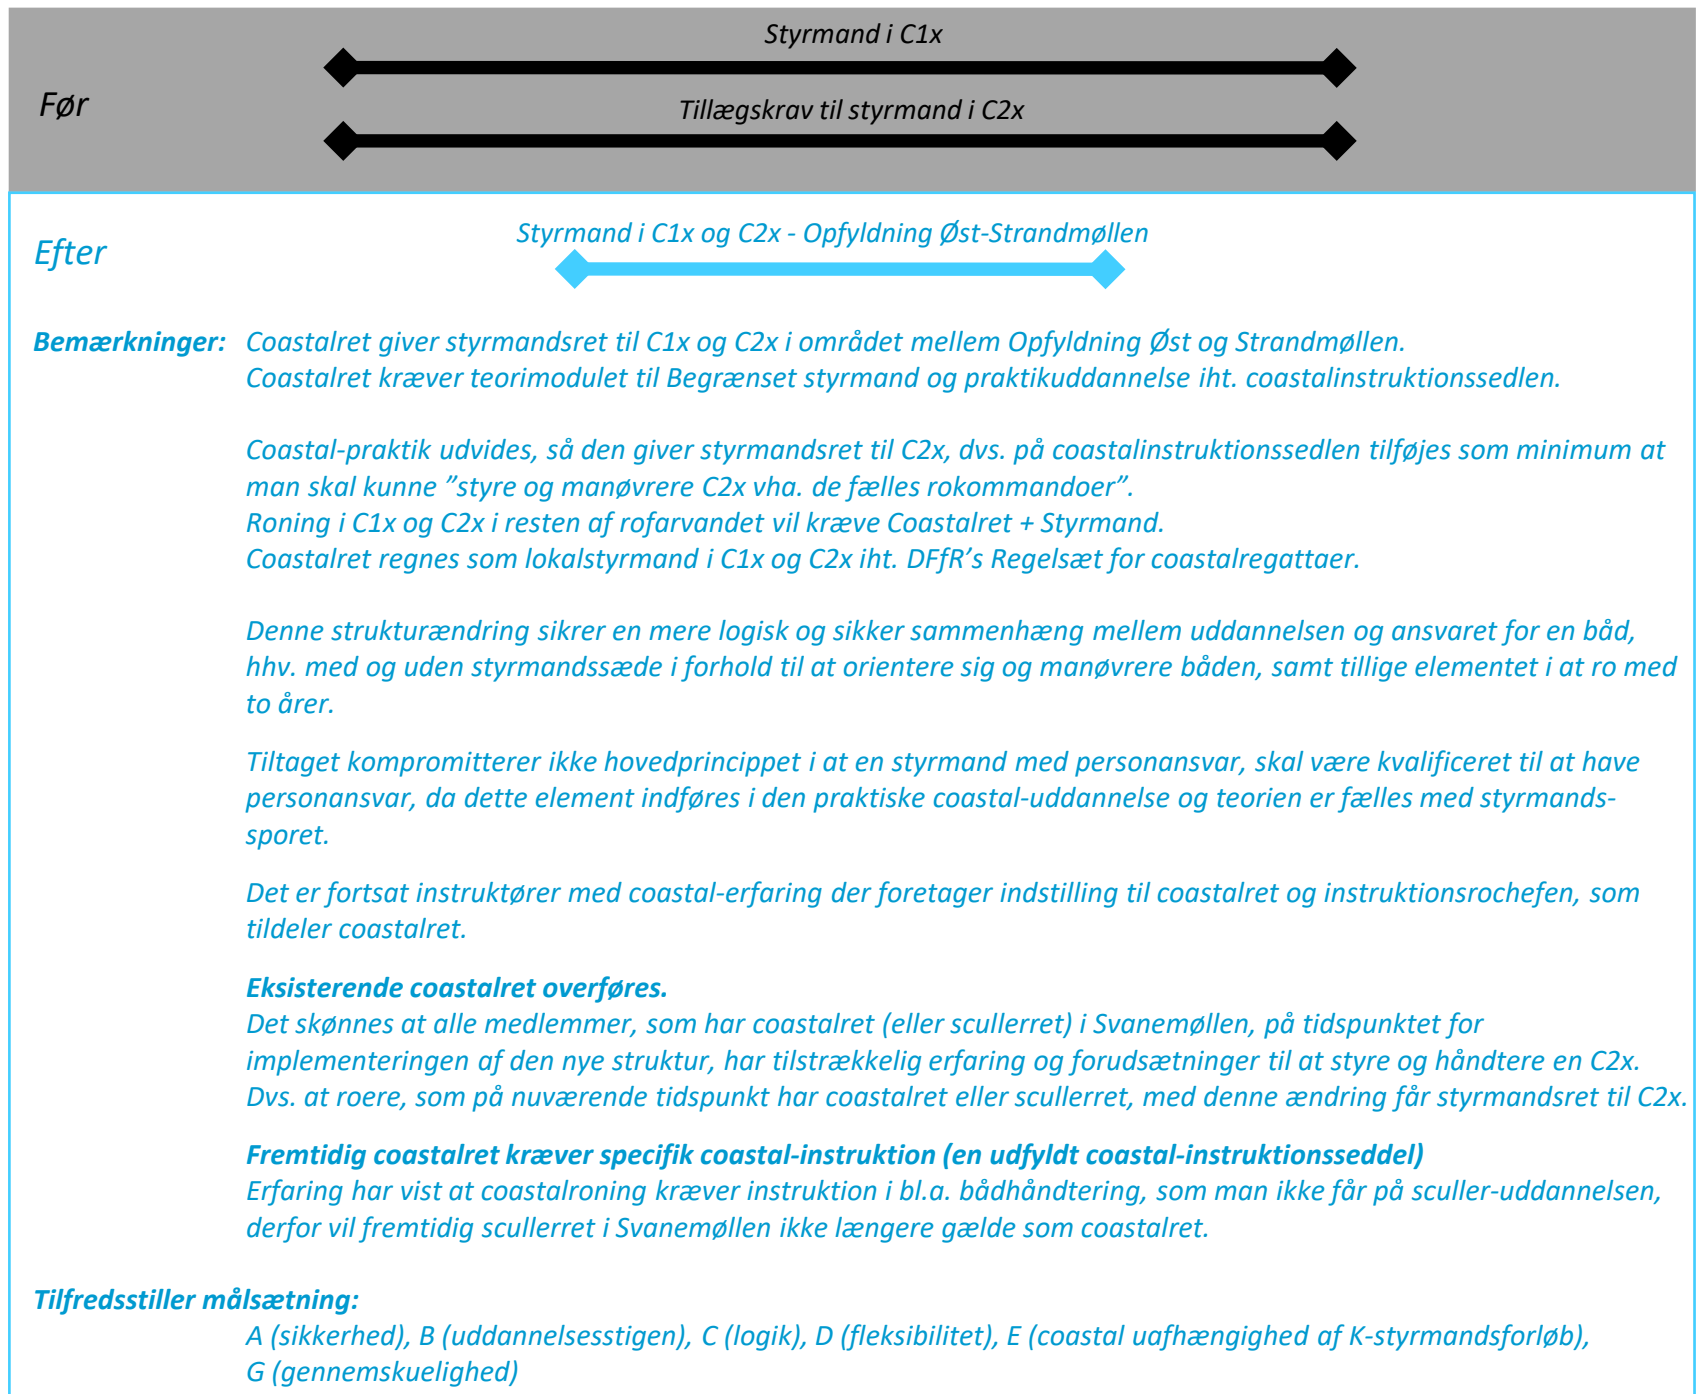 Styrmand i C1x
Før
Tillægskrav til styrmand i C2x
Efter
Styrmand i C1x og C2x - Opfyldning Øst-Strandmøllen
Bemærkninger: Coastalret giver styrmandsret til C1x og C2x i området mellem Opfyldning Øst og Strandmøllen.
Coastalret kræver teorimodulet til Begrænset styrmand og praktikuddannelse iht. coastalinstruktionssedlen.
Coastal-praktik udvides, så den giver styrmandsret til C2x, dvs. på coastalinstruktionssedlen tilføjes som minimum at
man skal kunne ”styre og manøvrere C2x vha. de fælles rokommandoer”.
Roning i C1x og C2x i resten af rofarvandet vil kræve Coastalret + Styrmand.
Coastalret regnes som lokalstyrmand i C1x og C2x iht. DFfR's Regelsæt for coastalregattaer.
Denne strukturændring sikrer en mere logisk og sikker sammenhæng mellem uddannelsen og ansvaret for en båd,
hhv. med og uden styrmandssæde i forhold til at orientere sig og manøvrere båden, samt tillige elementet i at ro med
to årer.
Tiltaget kompromitterer ikke hovedprincippet i at en styrmand med personansvar, skal være kvalificeret til at have
personansvar, da dette element indføres i den praktiske coastal-uddannelse og teorien er fælles med styrmands-
sporet.
Det er fortsat instruktører med coastal-erfaring der foretager indstilling til coastalret og instruktionsrochefen, som
tildeler coastalret.
Eksisterende coastalret overføres.
Det skønnes at alle medlemmer, som har coastalret (eller scullerret) i Svanemøllen, på tidspunktet for
implementeringen af den nye struktur, har tilstrækkelig erfaring og forudsætninger til at styre og håndtere en C2x.
Dvs. at roere, som på nuværende tidspunkt har coastalret eller scullerret, med denne ændring får styrmandsret til C2x.
Fremtidig coastalret kræver specifik coastal-instruktion (en udfyldt coastal-instruktionsseddel)
Erfaring har vist at coastalroning kræver instruktion i bl.a. bådhåndtering, som man ikke får på sculler-uddannelsen,
derfor vil fremtidig scullerret i Svanemøllen ikke længere gælde som coastalret.
Tilfredsstiller målsætning:
A (sikkerhed), B (uddannelsesstigen), C (logik), D (fleksibilitet), E (coastal uafhængighed af K-styrmandsforløb),
G (gennemskuelighed)